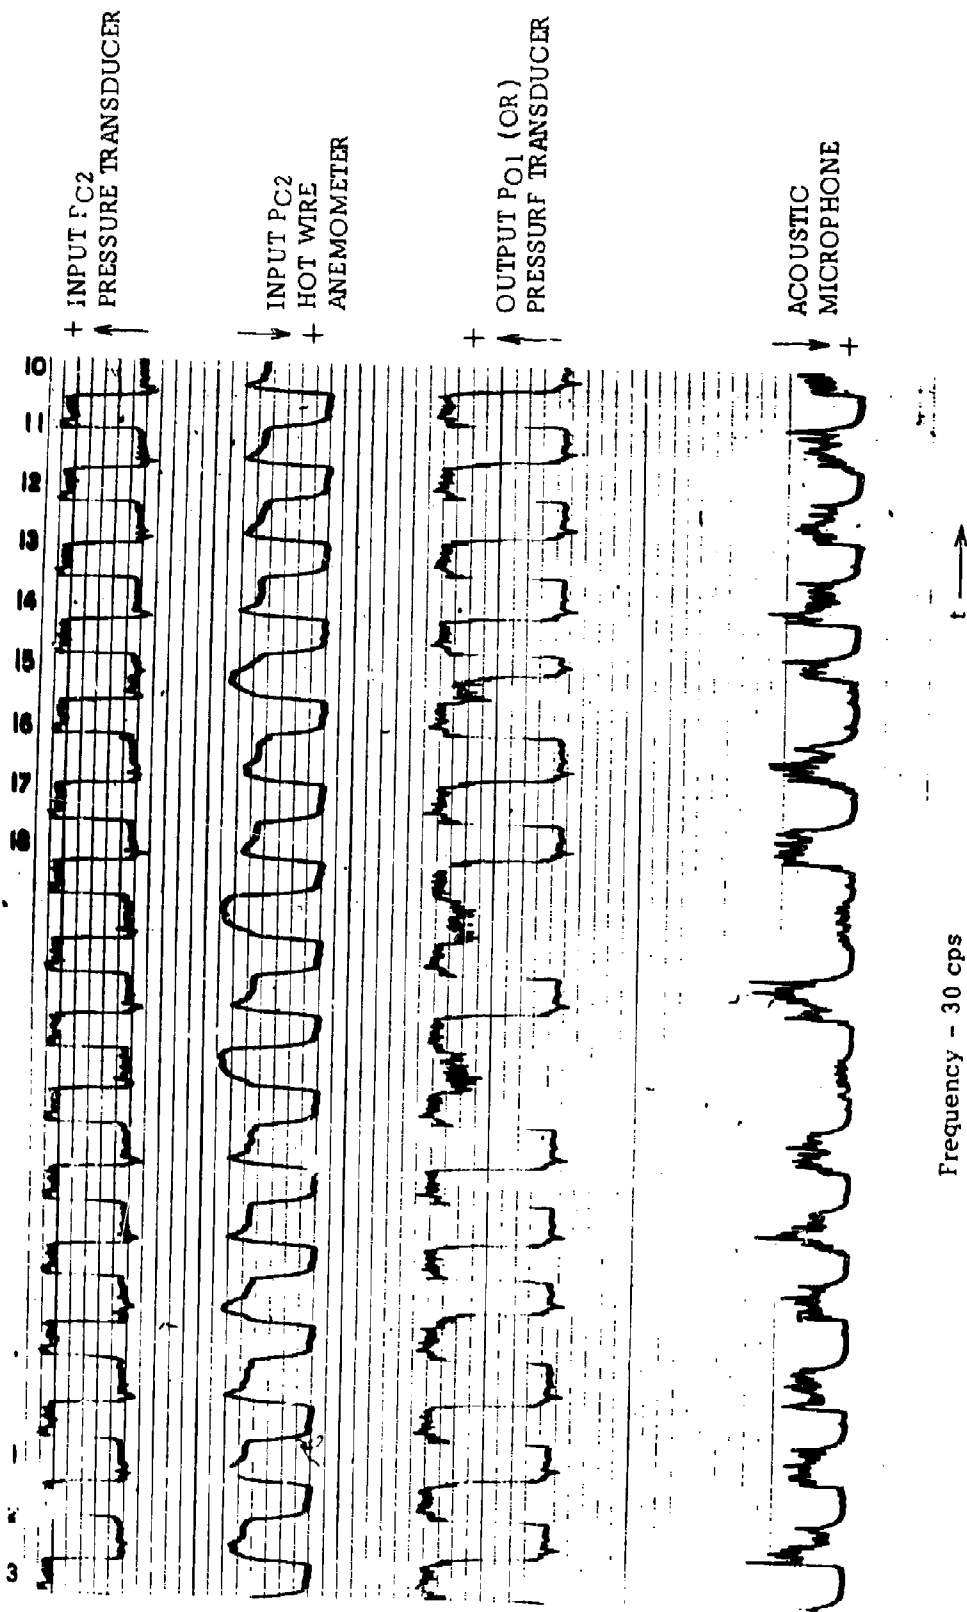 + INPUT PC2
PRESSURE TRANSDUCER
INPUT PC2
HOT WIRE
+ ANEMOMETER
+
OUTPUT PO1 (OR)
PRESSURF TRANSDUCER
ACOUSTIC
MICROPHONE
+
10
11
12
13
14
15
16
17
18
1
3
t
Frequency - 30 cps